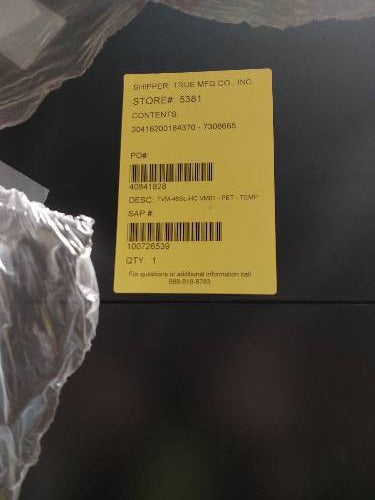 SHIPPER: TRUE MFG CO., INC.
STORE#: 5381
CONTENTS:
30416200184370 - 7308665
PO#:
40841828
DESC: TVM-48SL-HC VM01 - PET - TEMP
SAP #:
100726539
QTY: 1
For questions or additional information call:
888-818-8783